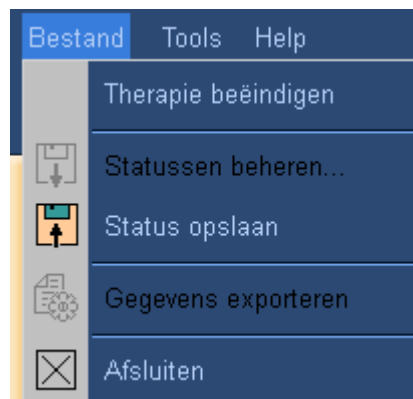 Bestand Tools Help
Therapie beëindigen
Statussen beheren...
Status opslaan
Gegevens exporteren
Afsluiten